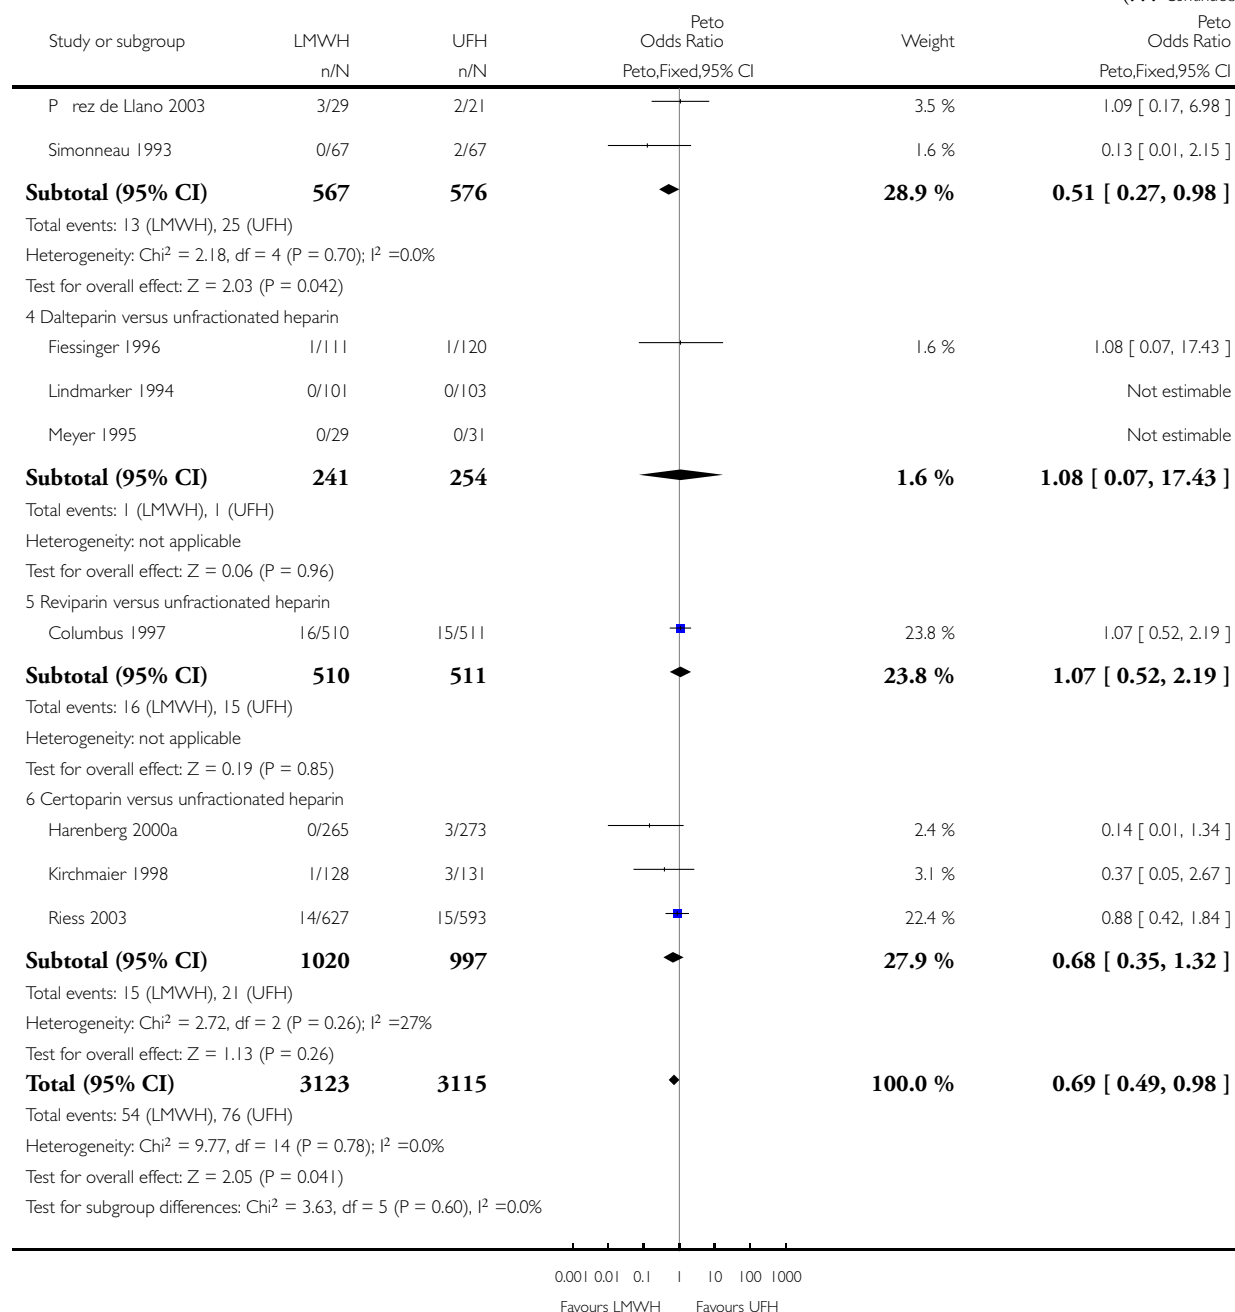 Study or subgroup LMWH UFH Peto Odds Ratio Weight Peto Odds Ratio
n/N n/N Peto,Fixed,95% CI Peto,Fixed,95% CI
P rez de Llano 2003 3/29 2/21 3.5 % 1.09 [ 0.17, 6.98 ]
Simonneau 1993 0/67 2/67 1.6 % 0.13 [ 0.01, 2.15 ]
Subtotal (95% CI) 567 576 28.9 % 0.51 [ 0.27, 0.98 ]
Total events: 13 (LMWH), 25 (UFH)
Heterogeneity: Chi² = 2.18, df = 4 (P = 0.70); I² =0.0%
Test for overall effect: Z = 2.03 (P = 0.042)
4 Dalteparin versus unfractionated heparin
Fiessinger 1996 1/111 1/120 1.6 % 1.08 [ 0.07, 17.43 ]
Lindmarker 1994 0/101 0/103 Not estimable
Meyer 1995 0/29 0/31 Not estimable
Subtotal (95% CI) 241 254 1.6 % 1.08 [ 0.07, 17.43 ]
Total events: 1 (LMWH), 1 (UFH)
Heterogeneity: not applicable
Test for overall effect: Z = 0.06 (P = 0.96)
5 Reviparin versus unfractionated heparin
Columbus 1997 16/510 15/511 23.8 % 1.07 [ 0.52, 2.19 ]
Subtotal (95% CI) 510 511 23.8 % 1.07 [ 0.52, 2.19 ]
Total events: 16 (LMWH), 15 (UFH)
Heterogeneity: not applicable
Test for overall effect: Z = 0.19 (P = 0.85)
6 Certoparin versus unfractionated heparin
Harenberg 2000a 0/265 3/273 2.4 % 0.14 [ 0.01, 1.34 ]
Kirchmaier 1998 1/128 3/131 3.1 % 0.37 [ 0.05, 2.67 ]
Riess 2003 14/627 15/593 22.4 % 0.88 [ 0.42, 1.84 ]
Subtotal (95% CI) 1020 997 27.9 % 0.68 [ 0.35, 1.32 ]
Total events: 15 (LMWH), 21 (UFH)
Heterogeneity: Chi² = 2.72, df = 2 (P = 0.26); I² =27%
Test for overall effect: Z = 1.13 (P = 0.26)
Total (95% CI) 3123 3115 100.0 % 0.69 [ 0.49, 0.98 ]
Total events: 54 (LMWH), 76 (UFH)
Heterogeneity: Chi² = 9.77, df = 14 (P = 0.78); I² =0.0%
Test for overall effect: Z = 2.05 (P = 0.041)
Test for subgroup differences: Chi² = 3.63, df = 5 (P = 0.60), I² =0.0%
0.001 0.01 0.1 1 10 100 1000
Favours LMWH Favours UFH